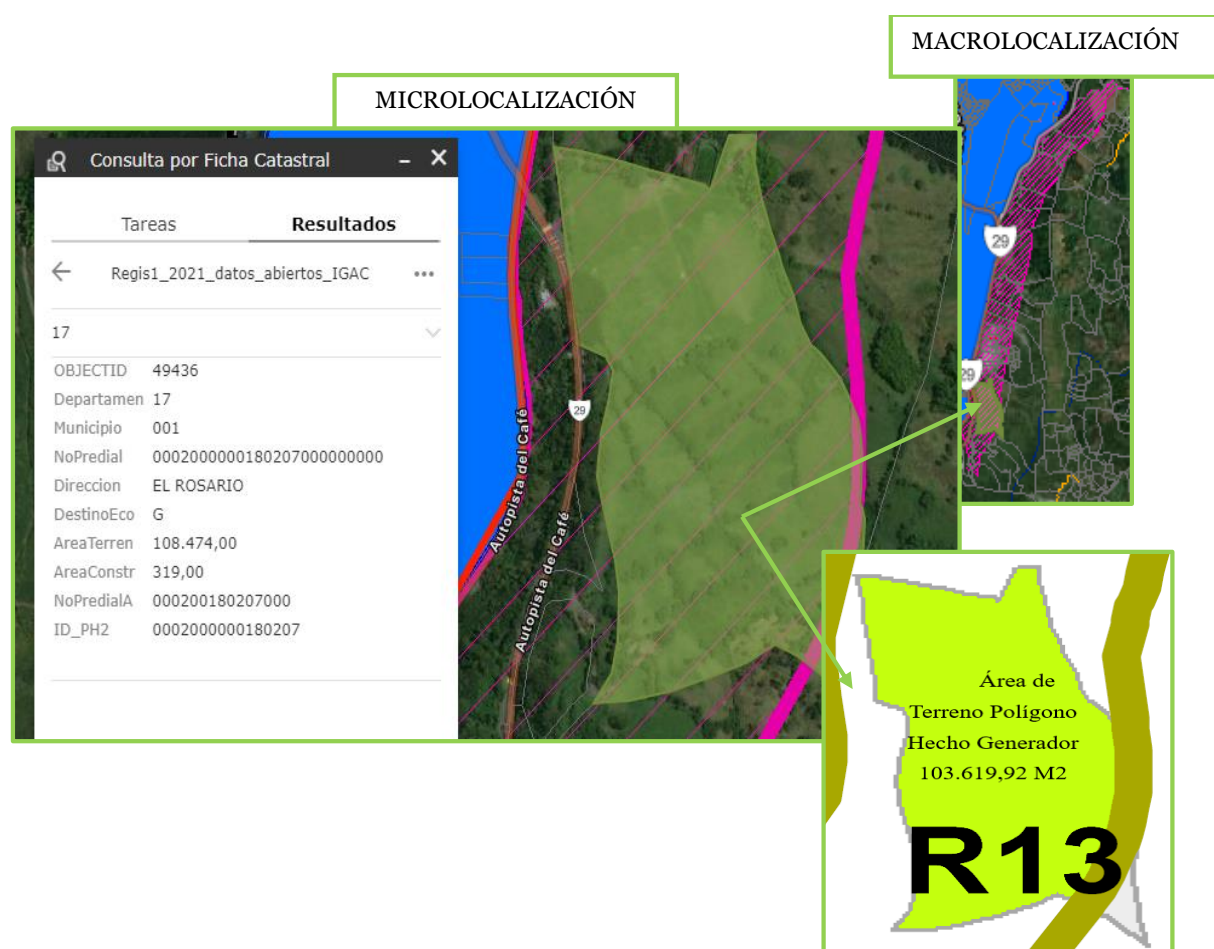 MACROLOCALIZACIÓN
MICROLOCALIZACIÓN
Consulta por Ficha Catastral
Tareas Resultados
Regis1_2021_datos_abiertos_IGAC
17
OBJECTID 49436
Departamen 17
Municipio 001
NoPredial 0002000000180207000000000
Direccion EL ROSARIO
DestinoEco G
AreaTerren 108.474,00
AreaConstr 319,00
NoPredialA 000200180207000
ID_PH2 0002000000180207
29
Autopista del Café
Autopista del Café
29
29
Área de
Terreno Polígono
Hecho Generador
103.619,92 M2
R13